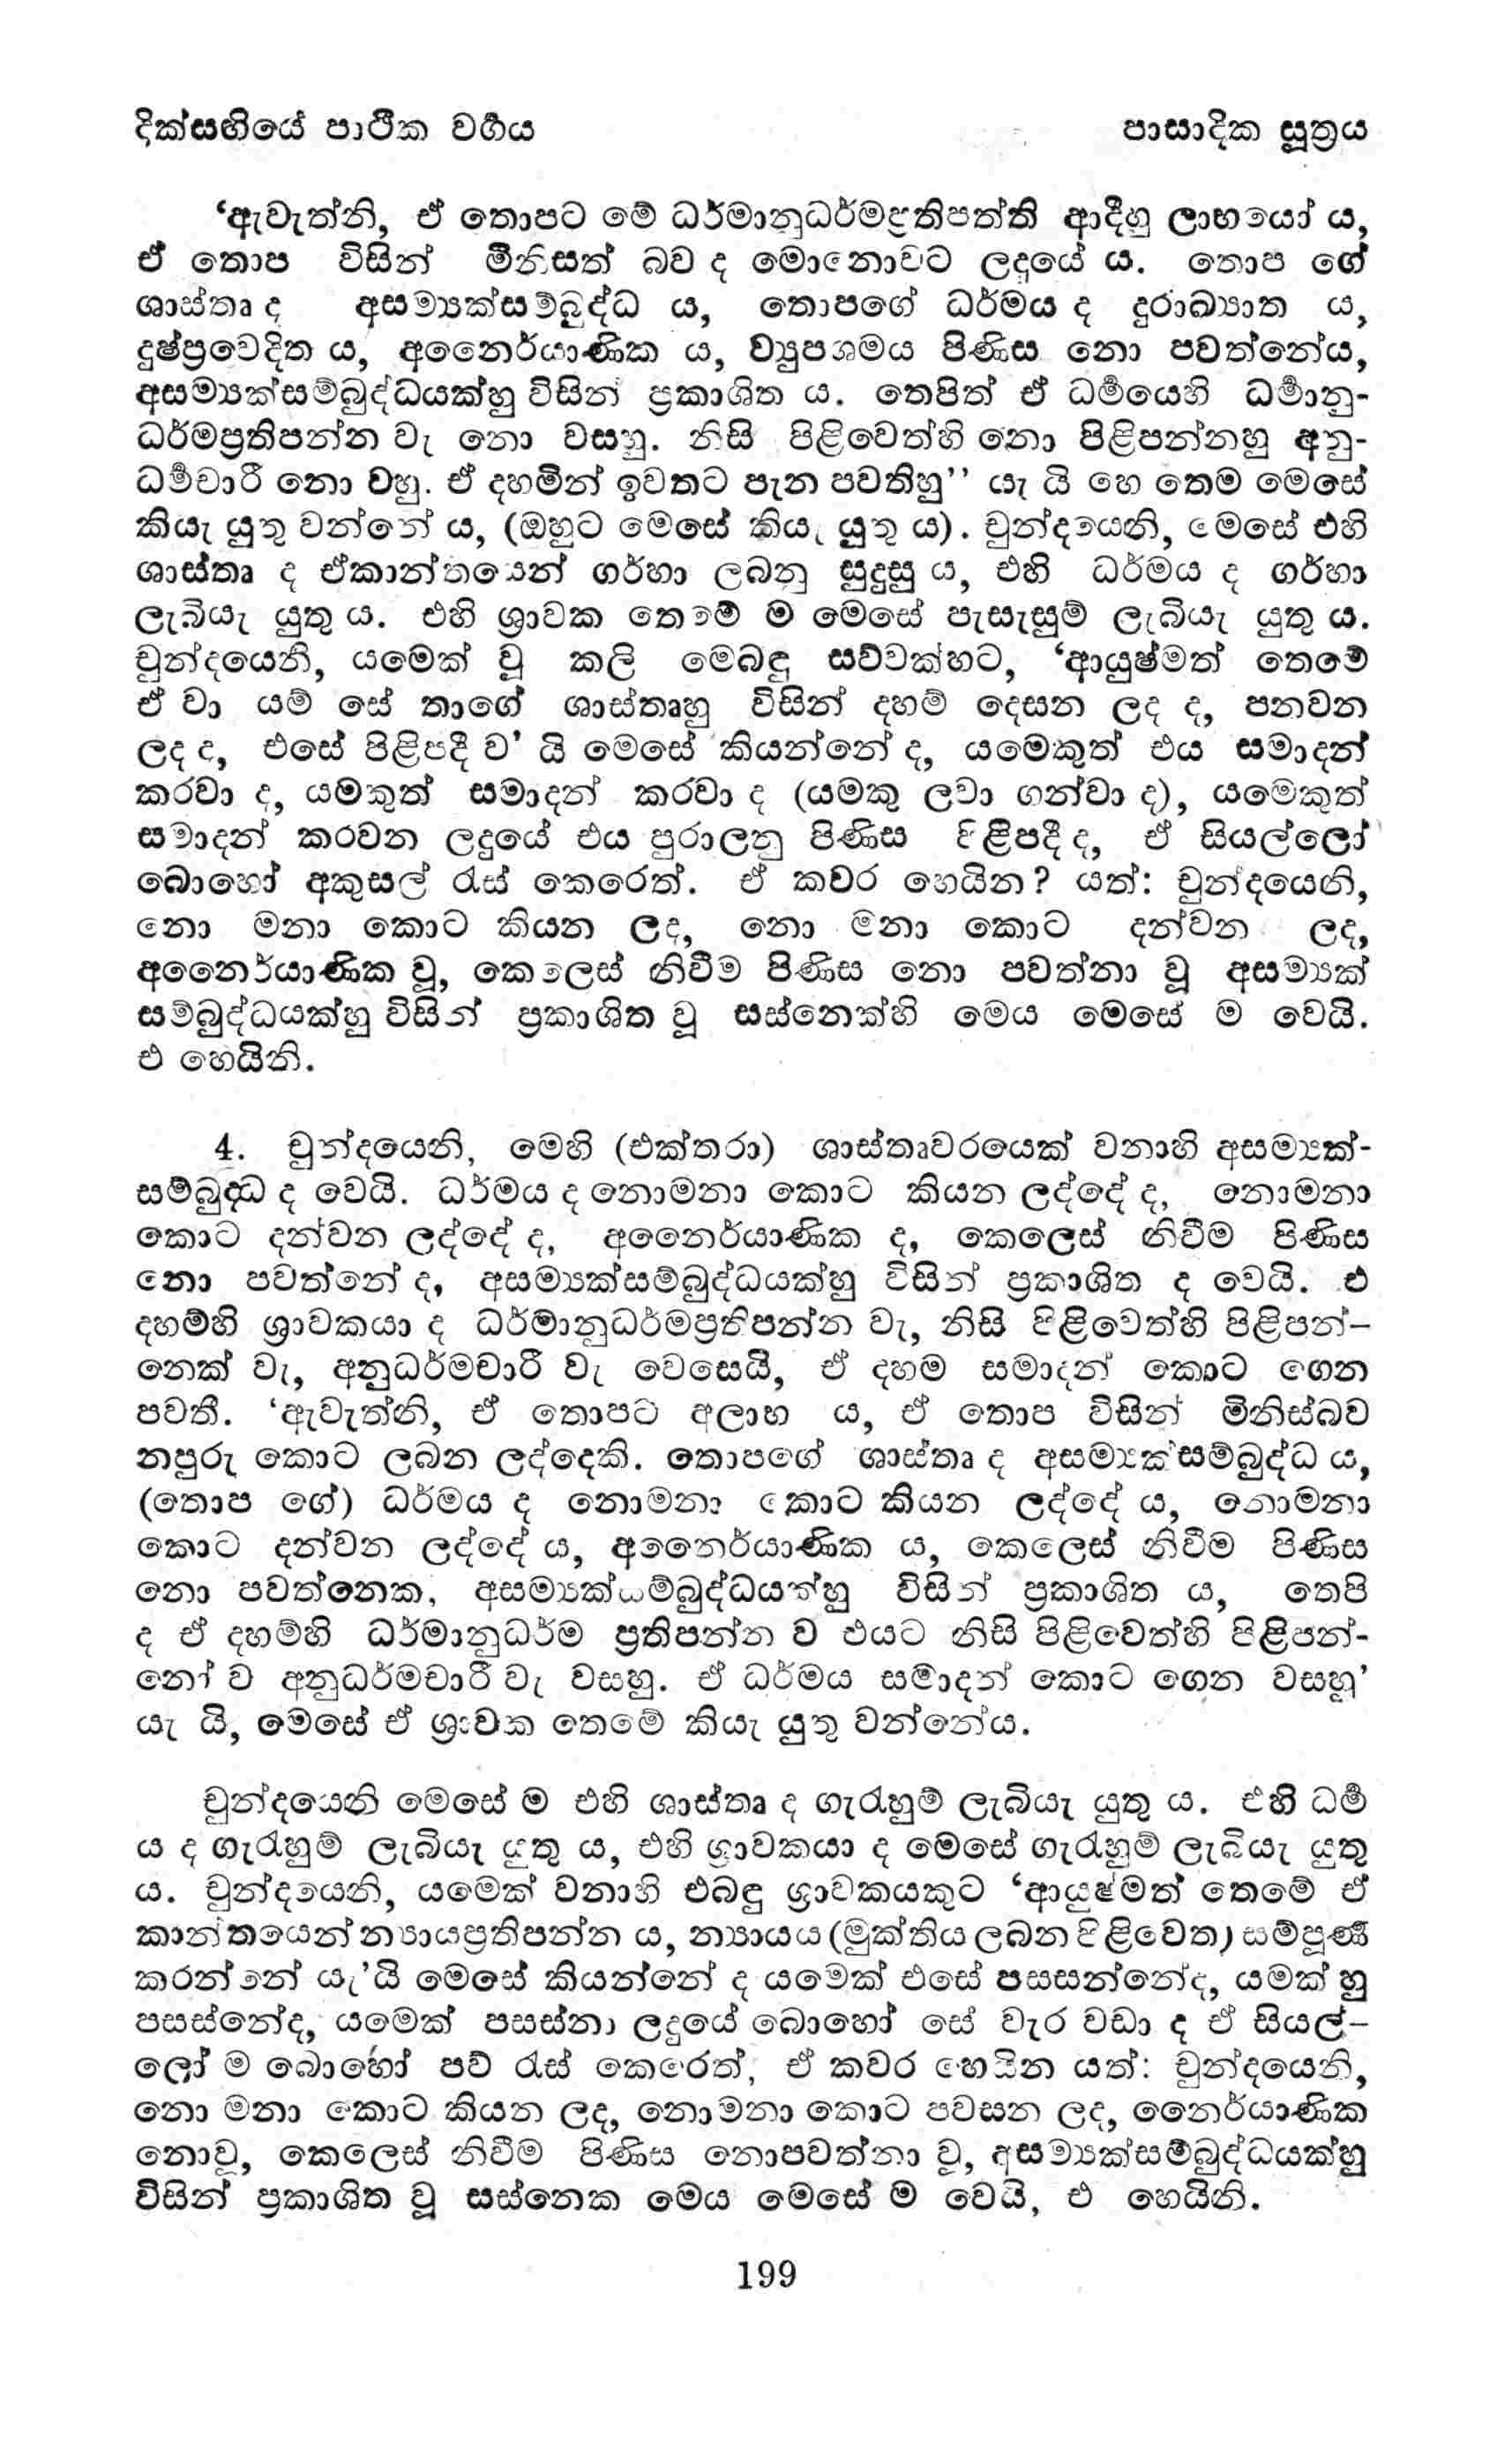 දික්සඟියේ පාථික වර්‍ගය පාසාදික සූත්‍රය
‘ඇවැත්නි, ඒ තොපට මේ ධර්මානුධර්මප්‍රතිපත්ති ආදීහු ලාභයෝ ය,
ඒ තොප විසින් මිනිසත් බව ද මොනොවට ලදුයේ ය. තොප ගේ
ශාස්තෘ ද අසම්‍යක්සම්බුද්ධ ය, තොපගේ ධර්මය ද දුරාඛ්‍යාත ය,
දුෂ්ප්‍රවෙදිත ය, අනෛර්යාණික ය, ව්‍යුපශමය පිණිස නො පවත්නේය,
අසම්‍යක්සම්බුද්ධයක්හු විසින් ප්‍රකාශිත ය. තෙපිත් ඒ ධර්‍මයෙහි ධර්‍මානු-
ධර්මප්‍රතිපන්න වැ නො වසහු. නිසි පිළිවෙත්හි නො පිළිපන්නහු අනු-
ධර්‍මචාරී නො වහු. ඒ දහමින් ඉවතට පැන පවතිහු’’ යැ යි හෙ තෙම මෙසේ
කියැ යුතු වන්නේ ය, (ඔහුට මෙසේ කියැ යුතු ය). චුන්දයෙනි, මෙසේ එහි
ශාස්තෘ ද ඒකාන්තයෙන් ගර්හා ලබනු සුදුසු ය, එහි ධර්මය ද ගර්හා
ලැබියැ යුතු ය. එහි ශ්‍රාවක තෙමේ ම මෙසේ පැසැසුම් ලැබියැ යුතු ය.
චුන්දයෙනි, යමෙක් වූ කලි මෙබඳු සව්වක්හට, ‘ආයුෂ්මත් තෙමේ
ඒ වා යම් සේ තාගේ ශාස්තෘහු විසින් දහම් දෙසන ලද ද, පනවන
ලද ද, එසේ පිළිපදී ව’ යි මෙසේ කියන්නේ ද, යමෙකුත් එය සමාදන්
කරවා ද, යමකුත් සමාදන් කරවා ද (යමකු ලවා ගන්වා ද), යමෙකුත්
සමාදන් කරවන ලදුයේ එය පුරාලනු පිණිස පිළිපදී ද, ඒ සියල්ලෝ
බොහෝ අකුසල් රැස් කෙරෙත්. ඒ කවර හෙයින? යත්: චුන්දයෙනි,
නො මනා කොට කියන ලද, නො මනා කොට දන්වන ලද,
අනෛර්යාණික වූ, කෙලෙස් නිවීම පිණිස නො පවත්නා වූ අසම්‍යක්
සම්බුද්ධයක්හු විසින් ප්‍රකාශිත වූ සස්නෙක්හි මෙය මෙසේ ම වෙයි.
එ හෙයිනි.
4. චුන්දයෙනි, මෙහි (එක්තරා) ශාස්තෘවරයෙක් වනාහි අසම්‍යක්-
සම්බුද්ධ ද වෙයි. ධර්මය ද නොමනා කොට කියන ලද්දේ ද, නොමනා
කොට දන්වන ලද්දේ ද, අනෛර්යාණික ද, කෙලෙස් නිවීම පිණිස
නො පවත්නේ ද, අසම්‍යක්සම්බුද්ධයක්හු විසින් ප්‍රකාශිත ද වෙයි. එ
දහම්හි ශ්‍රාවකයා ද ධර්මානුධර්මප්‍රතිපන්න වැ, නිසි පිළිවෙත්හි පිළිපන්-
නෙක් වැ, අනුධර්මචාරී වැ වෙසෙයි, ඒ දහම සමාදන් කොට ගෙන
පවතී. ‘ඇවැත්නි, ඒ තොපට අලාභ ය, ඒ තොප විසින් මිනිස්බව
නපුරු කොට ලබන ලද්දෙකි. තොපගේ ශාස්තෘ ද අසම්‍යක්සම්බුද්ධ ය,
(තොප ගේ) ධර්මය ද නොමනා කොට කියන ලද්දේ ය, නොමනා
කොට දන්වන ලද්දේ ය, අනෛර්යාණික ය, කෙලෙස් නිවීම පිණිස
නො පවත්නෙක, අසම්‍යක්සම්බුද්ධයක්හු විසින් ප්‍රකාශිත ය, තෙපි
ද ඒ දහම්හි ධර්මානුධර්ම ප්‍රතිපන්න ව එයට නිසි පිළිවෙත්හි පිළිපන්-
නෝ ව අනුධර්මචාරී වැ වසහු. ඒ ධර්මය සමාදන් කොට ගෙන වසහූ’
යැ යි, මෙසේ ඒ ශ්‍රාවක තෙමේ කියැ යුතු වන්නේය.
චුන්දයෙනි මෙසේ ම එහි ශාස්තෘ ද ගැරැහුම් ලැබියැ යුතු ය. එහි ධර්‍ම
ය ද ගැරැහුම් ලැබියැ යුතු ය, එහි ශ්‍රාවකයා ද මෙසේ ගැරැහුම් ලැබියැ යුතු
ය. චුන්දයෙනි, යමෙක් වනාහි එබඳු ශ්‍රාවකයකුට ‘ආයුෂ්මත් තෙමේ ඒ
කාන්තයෙන් න්‍යායප්‍රතිපන්න ය, න්‍යායය (මුක්තිය ලබන පිළිවෙත) සම්පූර්‍ණ
කරන්නේ යැ’යි මෙසේ කියන්නේ ද යමෙක් එසේ පසසන්නේද, යමක් හු
පසස්නේද, යමෙක් පසස්නා ලදුයේ බොහෝ සේ වැර වඩා ද ඒ සියල්-
ලෝ ම බොහෝ පව් රැස් කෙරෙත්, ඒ කවර හෙයින යත්: චුන්දයෙනි,
නො මනා කොට කියන ලද, නොමනා කොට පවසන ලද, නෛර්යාණික
නොවූ, කෙලෙස් නිවීම පිණිස නොපවත්නා වූ, අසම්‍යක්සම්බුද්ධයක්හු
විසින් ප්‍රකාශිත වූ සස්නෙක මෙය මෙසේ ම වෙයි, එ හෙයිනි.
199